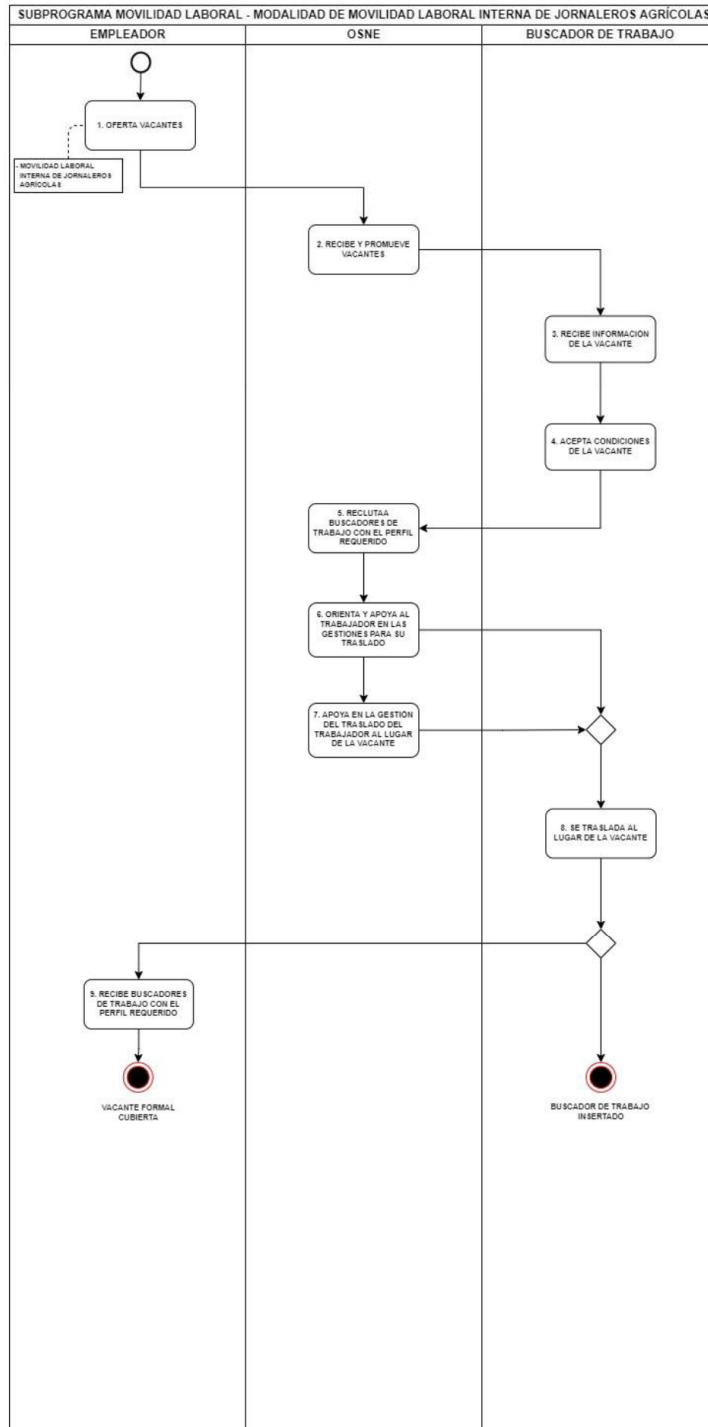 SUBPROGRAMA MOVILIDAD LABORAL - MODALIDAD DE MOVILIDAD LABORAL INTERNA DE JORNALEROS AGRÍCOLAS
EMPLEADOR
OSNE
BUSCADOR DE TRABAJO
1. OFERTA VACANTES
- MOVILIDAD LABORAL
INTERNA DE JORNALEROS
AGRÍCOLAS
2. RECIBE Y PROMUEVE
VACANTES
3. RECIBE INFORMACIÓN
DE LA VACANTE
4. ACEPTA CONDICIONES
DE LA VACANTE
5. RECLUTAA
BUSCADORES DE
TRABAJO CON EL PERFIL
REQUERIDO
6. ORIENTA Y APOYA AL
TRABAJADOR EN LAS
GESTIONES PARA SU
TRASLADO
7. APOYA EN LA GESTIÓN
DEL TRASLADO DEL
TRABAJADOR AL LUGAR
DE LA VACANTE
8. SE TRASLADA AL
LUGAR DE LA VACANTE
9. RECIBE BUSCADORES
DE TRABAJO CON EL
PERFIL REQUERIDO
VACANTE FORMAL
CUBIERTA
BUSCADOR DE TRABAJO
INSERTADO